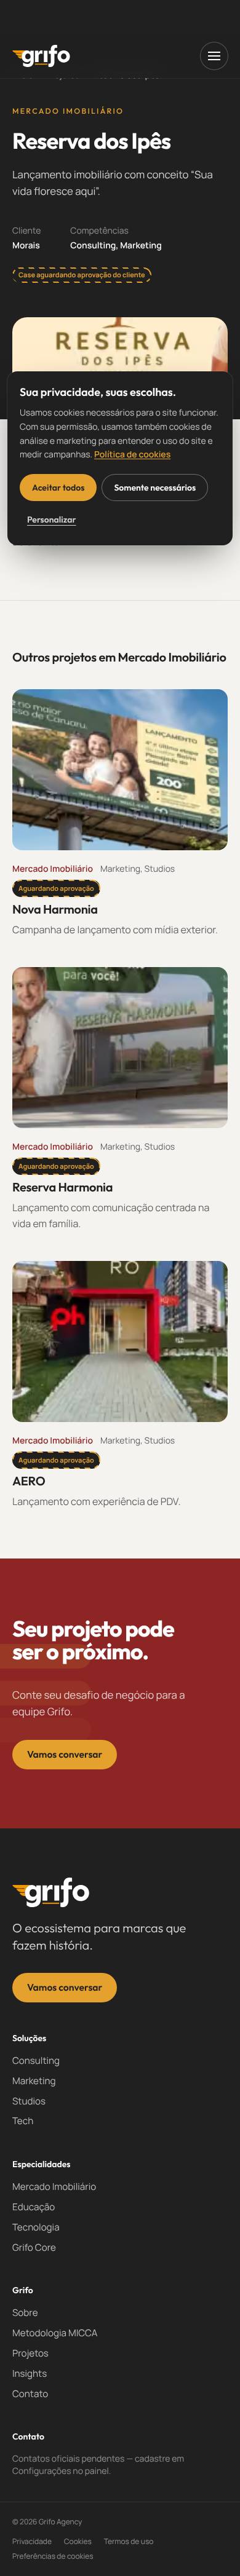 grifo
MERCADO IMOBILIÁRIO
Reserva dos Ipês
Lançamento imobiliário com conceito “Sua
vida floresce aqui”.
Cliente
Morais
Competências
Consulting, Marketing
Case aguardando aprovação do cliente
RESERVA
DOS IPÊS
Sua privacidade, suas escolhas.
Usamos cookies necessários para o site funcionar.
Com sua permissão, usamos também cookies de
análise e marketing para entender o uso do site e
medir campanhas. Política de cookies
Aceitar todos
Somente necessários
Personalizar
Outros projetos em Mercado Imobiliário
no maior
de Caruaru.
LANÇAMENTO
200
Mercado Imobiliário Marketing, Studios
Aguardando aprovação
Nova Harmonia
Campanha de lançamento com mídia exterior.
para você!
RESERVA HARMONIA
Mercado Imobiliário Marketing, Studios
Aguardando aprovação
Reserva Harmonia
Lançamento com comunicação centrada na
vida em família.
RO
ph
Mercado Imobiliário Marketing, Studios
Aguardando aprovação
AERO
Lançamento com experiência de PDV.
Seu projeto pode
ser o próximo.
Conte seu desafio de negócio para a
equipe Grifo.
Vamos conversar
grifo
O ecossistema para marcas que
fazem história.
Vamos conversar
Soluções
Consulting
Marketing
Studios
Tech
Especialidades
Mercado Imobiliário
Educação
Tecnologia
Grifo Core
Grifo
Sobre
Metodologia MICCA
Projetos
Insights
Contato
Contato
Contatos oficiais pendentes — cadastre em
Configurações no painel.
© 2026 Grifo Agency
Privacidade Cookies Termos de uso
Preferências de cookies